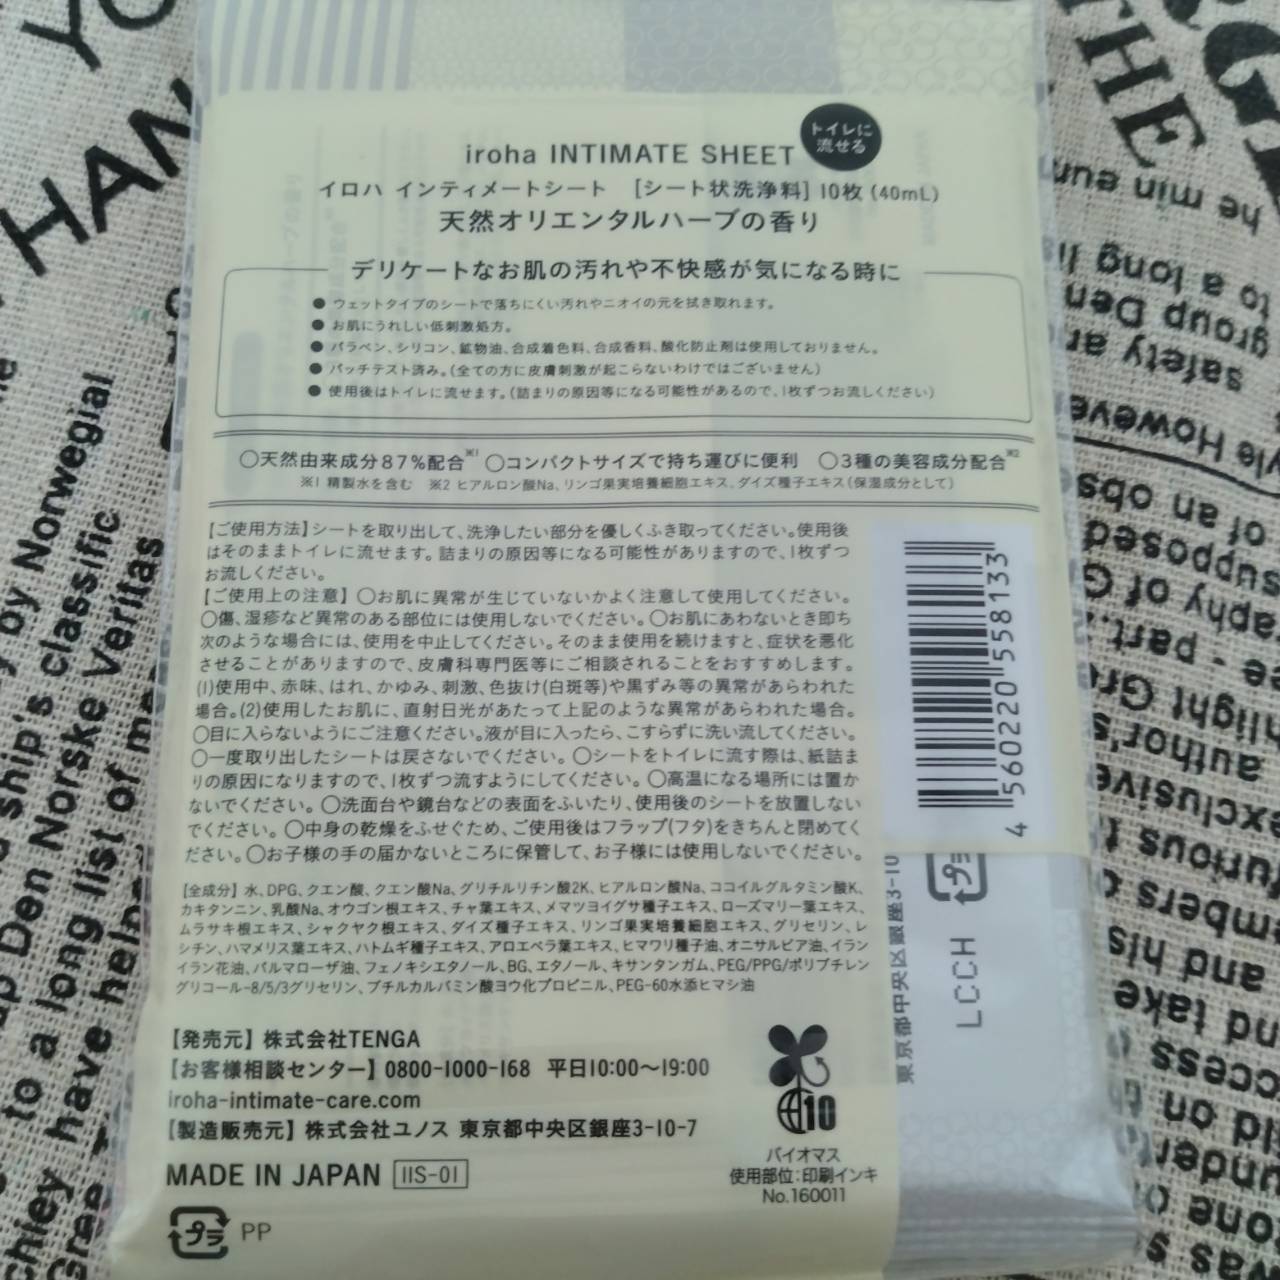 トイレに
流せる
iroha INTIMATE SHEET
イロハ インティメートシート [シート状洗浄料] 10枚 (40mL)
天然オリエンタルハーブの香り
デリケートなお肌の汚れや不快感が気になる時に
● ウェットタイプのシートで落ちにくい汚れやニオイの元を拭き取れます。
● お肌にうれしい低刺激処方。
● パラベン、シリコン、鉱物油、合成着色料、合成香料、酸化防止剤は使用しておりません。
● パッチテスト済み。(全ての方に皮膚刺激が起こらないわけではございません)
● 使用後はトイレに流せます。(詰まりの原因等になる可能性があるので、1枚ずつお流しください)
○天然由来成分87%配合※1 ○コンパクトサイズで持ち運びに便利 ○3種の美容成分配合※2
※1 精製水を含む ※2 ヒアルロン酸Na、リンゴ果実培養細胞エキス、ダイズ種子エキス(保湿成分として)
【ご使用方法】シートを取り出して、洗浄したい部分を優しくふき取ってください。使用後
はそのままトイレに流せます。詰まりの原因等になる可能性がありますので、1枚ずつ
お流しください。
【ご使用上の注意】○お肌に異常が生じていないかよく注意して使用してください。
○傷、湿疹など異常のある部位には使用しないでください。○お肌にあわないとき即ち
次のような場合には、使用を中止してください。そのまま使用を続けますと、症状を悪化
させることがありますので、皮膚科専門医等にご相談されることをおすすめします。
(1)使用中、赤味、はれ、かゆみ、刺激、色抜け(白斑等)や黒ずみ等の異常があらわれた
場合。(2)使用したお肌に、直射日光があたって上記のような異常があらわれた場合。
○目に入らないようにご注意ください。液が目に入ったら、こすらずに洗い流してください。
○一度取り出したシートは戻さないでください。○シートをトイレに流す際は、紙詰ま
りの原因になりますので、1枚ずつ流すようにしてください。○高温になる場所には置か
ないでください。○洗面台や鏡台などの表面をふいたり、使用後のシートを放置しない
でください。○中身の乾燥をふせぐため、ご使用後はフラップ(フタ)をきちんと閉めてく
ださい。○お子様の手の届かないところに保管して、お子様には使用しないでください。
【全成分】水、DPG、クエン酸、クエン酸Na、グリチルリチン酸2K、ヒアルロン酸Na、ココイルグルタミン酸K、
カキタンニン、乳酸Na、オウゴン根エキス、チャ葉エキス、メマツヨイグサ種子エキス、ローズマリー葉エキス、
ムラサキ根エキス、シャクヤク根エキス、ダイズ種子エキス、リンゴ果実培養細胞エキス、グリセリン、レ
シチン、ハマメリス葉エキス、ハトムギ種子エキス、アロエベラ葉エキス、ヒマワリ種子油、オニサルビア油、イラン
イラン花油、パルマローザ油、フェノキシエタノール、BG、エタノール、キサンタンガム、PEG/PPG/ポリブチレン
グリコール-8/5/3グリセリン、ブチルカルバミン酸ヨウ化プロピニル、PEG-60水添ヒマシ油
【発売元】株式会社TENGA
【お客様相談センター】0800-1000-168 平日10:00〜19:00
iroha-intimate-care.com
【製造販売元】株式会社ユノス 東京都中央区銀座3-10-7
MADE IN JAPAN IIS-01
プラ PP
10
バイオマス
使用部位:印刷インキ
No.160011
4 560220 558133
東京都中央区銀座3-10
プラ
LCCH
HAN
THE
by Norwegial
ship's classific
Den Norske Veritas
to a long list of
have help
he min
to a long
group Den
safety
However
of an obs
supposed
part..
author's
exclusive
furious
and his
and take